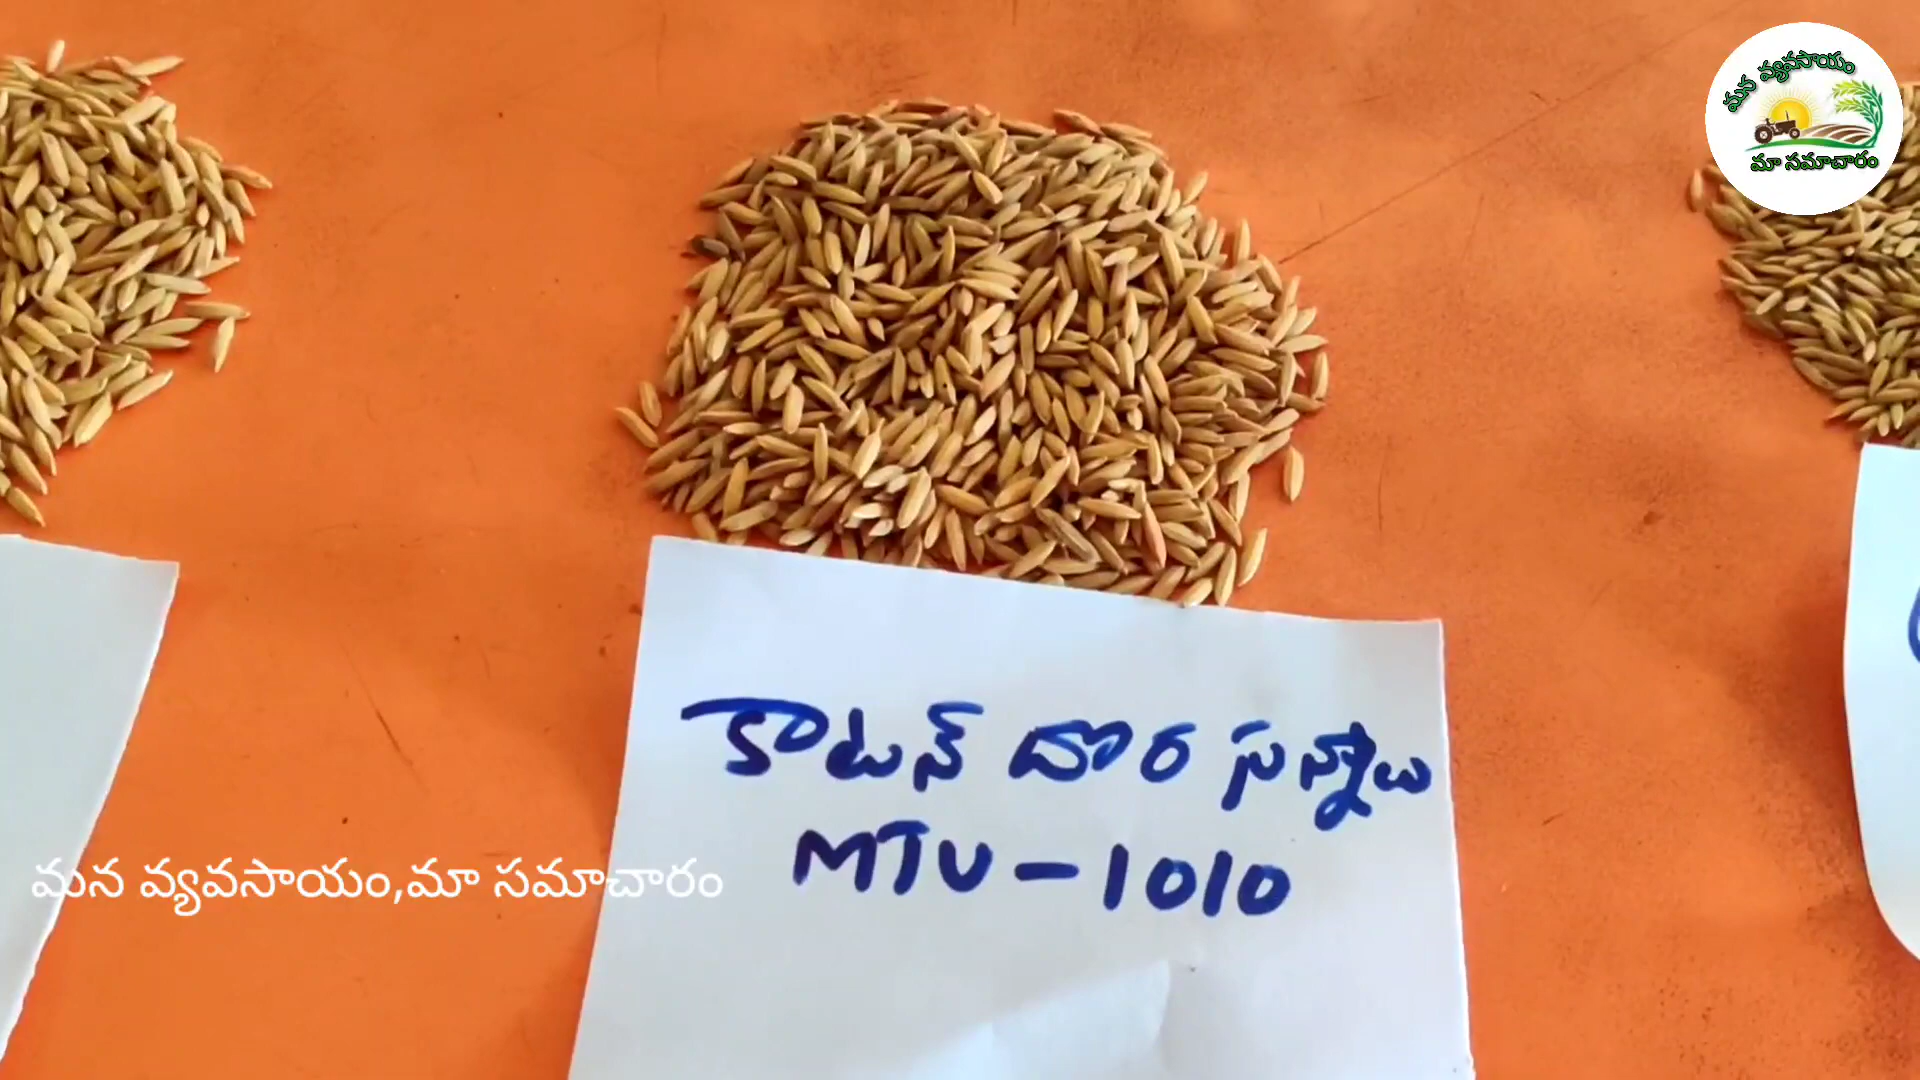 మన వ్యవసాయం
మా సమాచారం
కాటన్ దొర సన్నాలు
MTU-1010
మన వ్యవసాయం,మా సమాచారం